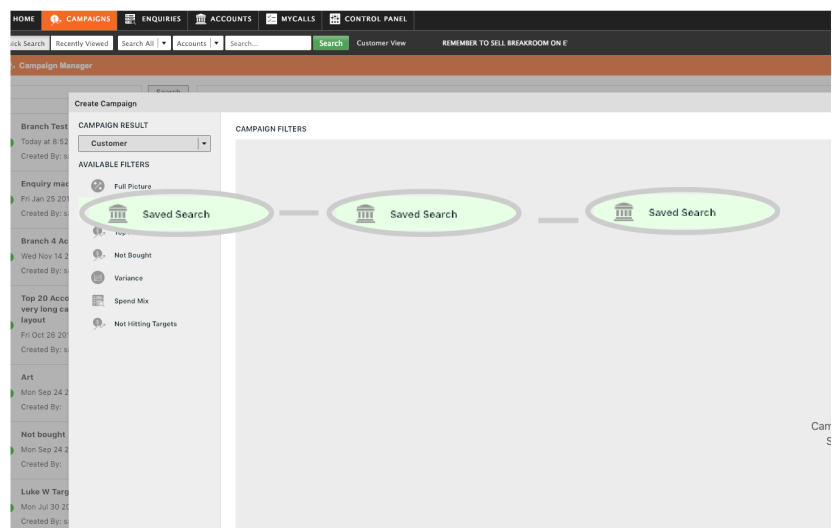 HOME CAMPAIGNS ENQUIRIES ACCOUNTS MYCALLS CONTROL PANEL
Search Recently Viewed Search All Accounts Search... Search Customer View REMEMBER TO SELL BREAKROOM ON E
Campaign Manager
Search
Create Campaign
CAMPAIGN RESULT
Customer
AVAILABLE FILTERS
Full Picture
Saved Search
Not Bought
Variance
Spend Mix
Not Hitting Targets
CAMPAIGN FILTERS
Saved Search
Saved Search
Cam
S
Branch Test
Today at 8:52
Created By: s
Enquiry mad
Fri Jan 25 201
Created By: s
Branch 4 Ac
Wed Nov 14 2
Created By: s
Top 20 Acco
very long ca
layout
Fri Oct 26 201
Created By: s
Art
Mon Sep 24 2
Created By:
Not bought
Mon Sep 24 2
Created By:
Luke W Targ
Mon Jul 30 20
Created By: s